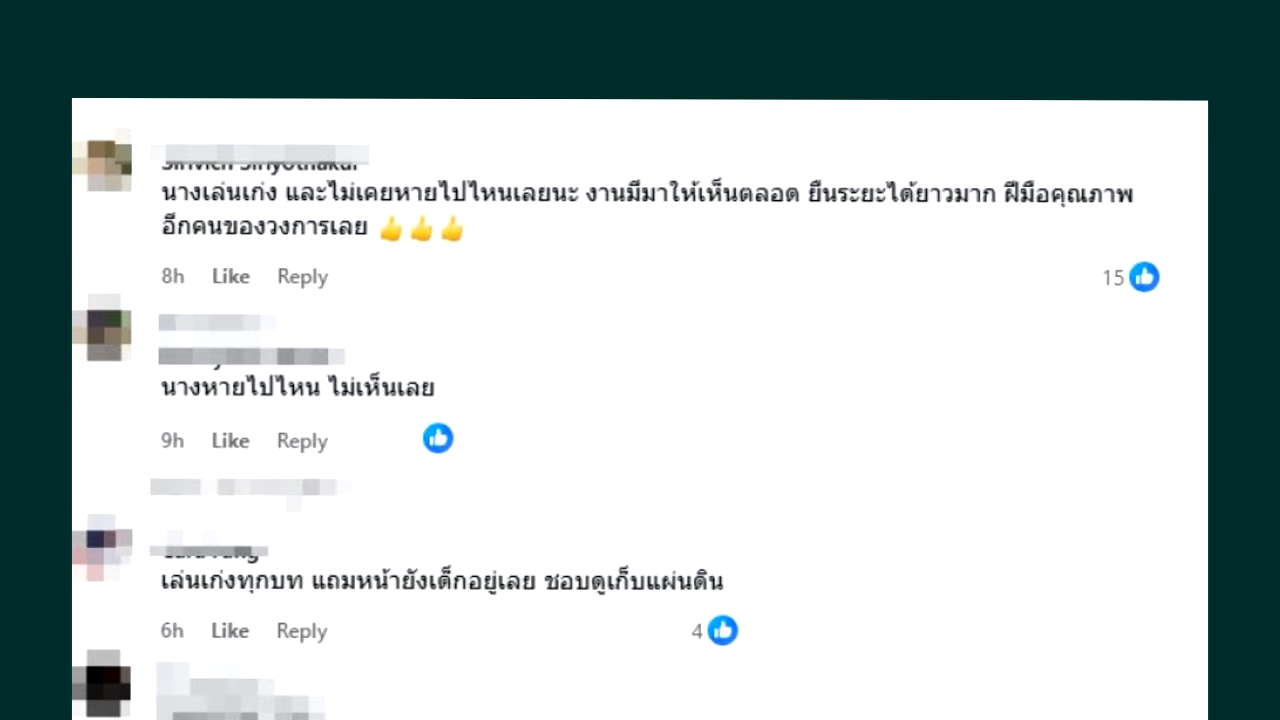 นางเล่นเก่ง และไม่เคยหายไปไหนเลยนะ งานมีมาให้เห็นตลอด ยืนระยะได้ยาวมาก ฝีมือคุณภาพ
อีกคนของวงการเลย 👍👍👍
8h Like Reply 15
นางหายไปไหน ไม่เห็นเลย
9h Like Reply
เล่นเก่งทุกบท แถมหน้ายังเด็กอยู่เลย ชอบดูเก็บแผ่นดิน
6h Like Reply 4